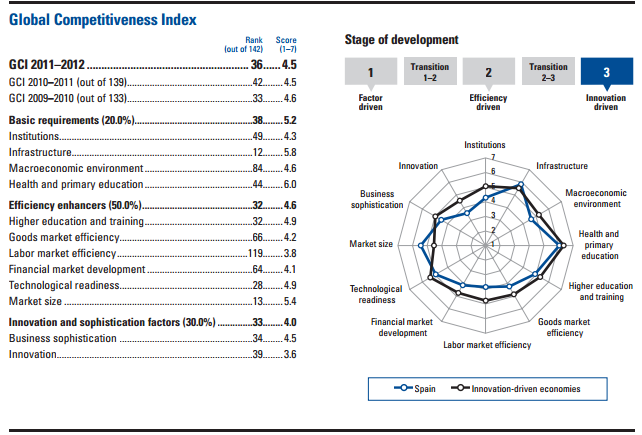 Global Competitiveness Index
Rank Score
(out of 142) (1–7)
GCI 2011–2012 36 4.5
GCI 2010–2011 (out of 139) 42 4.5
GCI 2009–2010 (out of 133) 33 4.6
Basic requirements (20.0%) 38 5.2
Institutions 49 4.3
Infrastructure 12 5.8
Macroeconomic environment 84 4.6
Health and primary education 44 6.0
Efficiency enhancers (50.0%) 32 4.6
Higher education and training 32 4.9
Goods market efficiency 66 4.2
Labor market efficiency 119 3.8
Financial market development 64 4.1
Technological readiness 28 4.9
Market size 13 5.4
Innovation and sophistication factors (30.0%) 33 4.0
Business sophistication 34 4.5
Innovation 39 3.6
Stage of development
1
Transition
1–2
2
Transition
2–3
3
Factor
driven
Efficiency
driven
Innovation
driven
Institutions
Infrastructure
Macroeconomic
environment
Health and
primary
education
Higher education
and training
Goods market
efficiency
Labor market efficiency
Financial market
development
Technological
readiness
Market size
Business
sophistication
Innovation
7
6
5
4
3
2
1
Spain
Innovation-driven economies